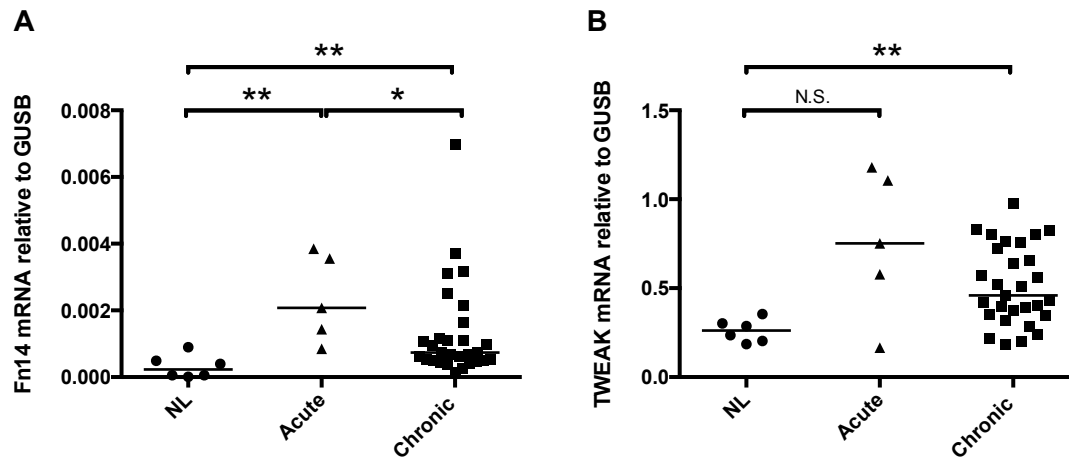 A
**
**
*
Fn14 mRNA relative to GUSB
0.008
0.006
0.004
0.002
0.000
NL
Acute
Chronic
B
**
N.S.
TWEAK mRNA relative to GUSB
1.5
1.0
0.5
0.0
NL
Acute
Chronic